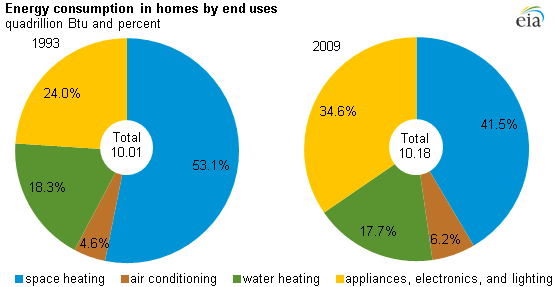 Energy consumption in homes by end uses
quadrillion Btu and percent
eia
1993
24.0%
Total
10.01
53.1%
18.3%
4.6%
2009
34.6%
Total
10.18
41.5%
17.7%
6.2%
space heating air conditioning water heating appliances, electronics, and lighting